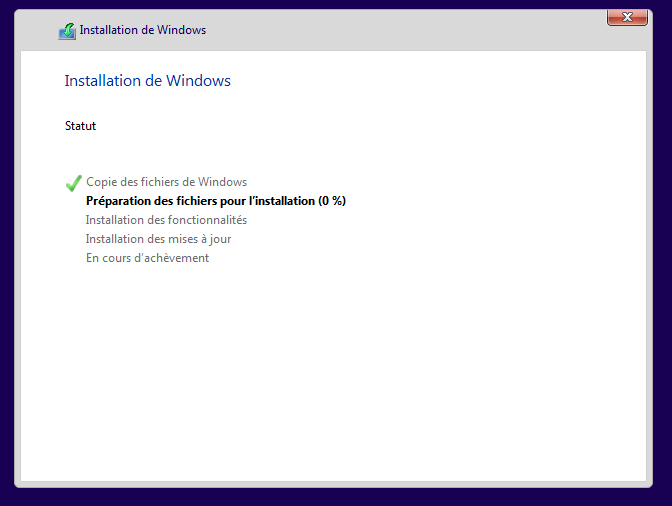 Installation de Windows
Installation de Windows
Statut
Copie des fichiers de Windows
Préparation des fichiers pour l'installation (0 %)
Installation des fonctionnalités
Installation des mises à jour
En cours d'achèvement